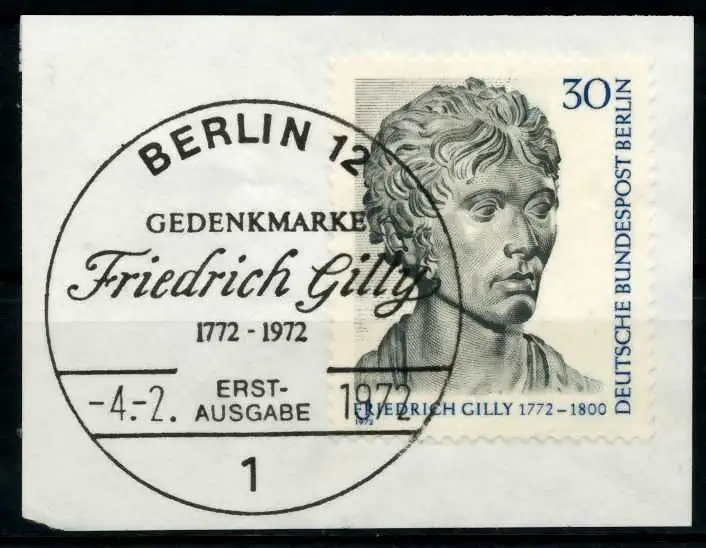 BERLIN 12
GEDENKMARKE
Friedrich Gilly
1772 - 1972
-4.-2. ERST-AUSGABE 1972
1
30
DEUTSCHE BUNDESPOST BERLIN
FRIEDRICH GILLY 1772 – 1800
1972